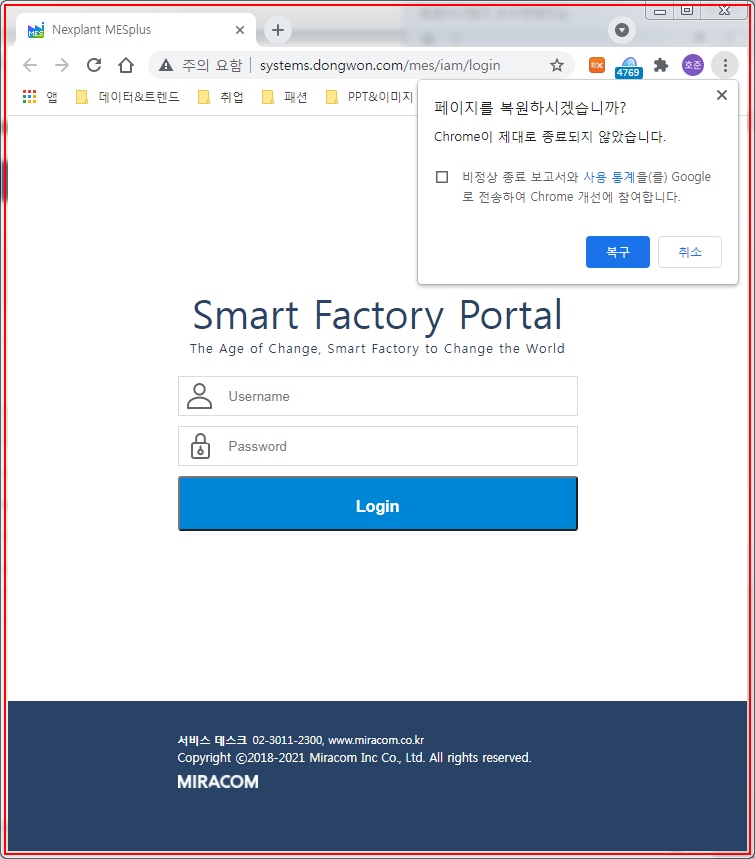 Nexplant MESplus
주의 요함 systems.dongwon.com/mes/iam/login
EX
4769
호준
앱 데이터&트렌드 취업 패션 PPT&이미지
페이지를 복원하시겠습니까?
Chrome이 제대로 종료되지 않았습니다.
비정상 종료 보고서와 사용 통계을(를) Google
로 전송하여 Chrome 개선에 참여합니다.
복구 취소
Smart Factory Portal
The Age of Change, Smart Factory to Change the World
Username
Password
Login
서비스 데스크 02-3011-2300, www.miracom.co.kr
Copyright ©2018-2021 Miracom Inc Co., Ltd. All rights reserved.
MIRACOM